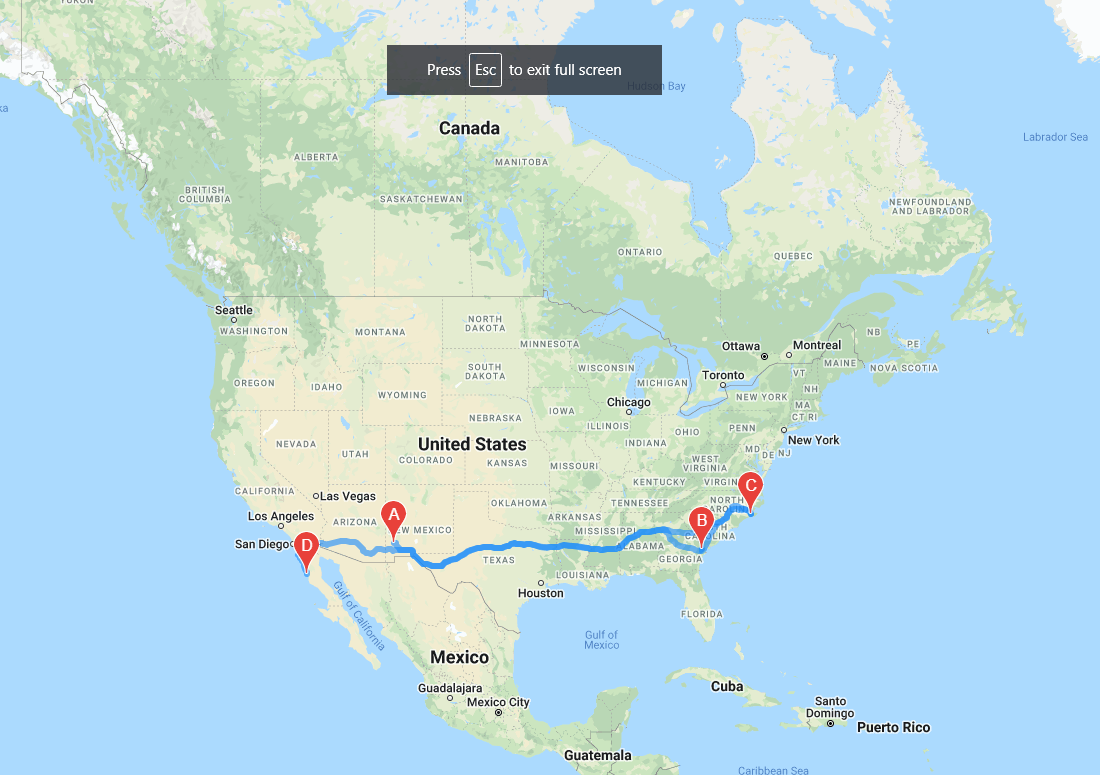 YUKON
Press Esc to exit full screen
Hudson Bay
Canada
Labrador Sea
ALBERTA
MANITOBA
BRITISH
COLUMBIA
SASKATCHEWAN
NEWFOUNDLAND
AND LABRADOR
ONTARIO
QUEBEC
Seattle
WASHINGTON
MONTANA
NORTH
DAKOTA
MINNESOTA
Ottawa
Montreal
NB
PE
MAINE
NOVA SCOTIA
SOUTH
DAKOTA
WISCONSIN
MICHIGAN
Toronto
VT
NH
OREGON
IDAHO
WYOMING
Chicago
NEW YORK
MA
CT RI
NEBRASKA
IOWA
ILLINOIS
INDIANA
OHIO
PENN
New York
NEVADA
UTAH
United States
COLORADO
KANSAS
MISSOURI
WEST
VIRGINIA
MD
DE
NJ
KENTUCKY
VIRGINIA
CALIFORNIA
Las Vegas
C
A
OKLAHOMA
TENNESSEE
NORTH
CAROLINA
Los Angeles
ARIZONA
NEW MEXICO
ARKANSAS
B
MISSISSIPPI
SOUTH
CAROLINA
San Diego
D
ALABAMA
TEXAS
GEORGIA
LOUISIANA
Houston
Gulf of California
FLORIDA
Gulf of
Mexico
Mexico
Guadalajara
Mexico City
Cuba
Santo
Domingo
Puerto Rico
Guatemala
Caribbean Sea